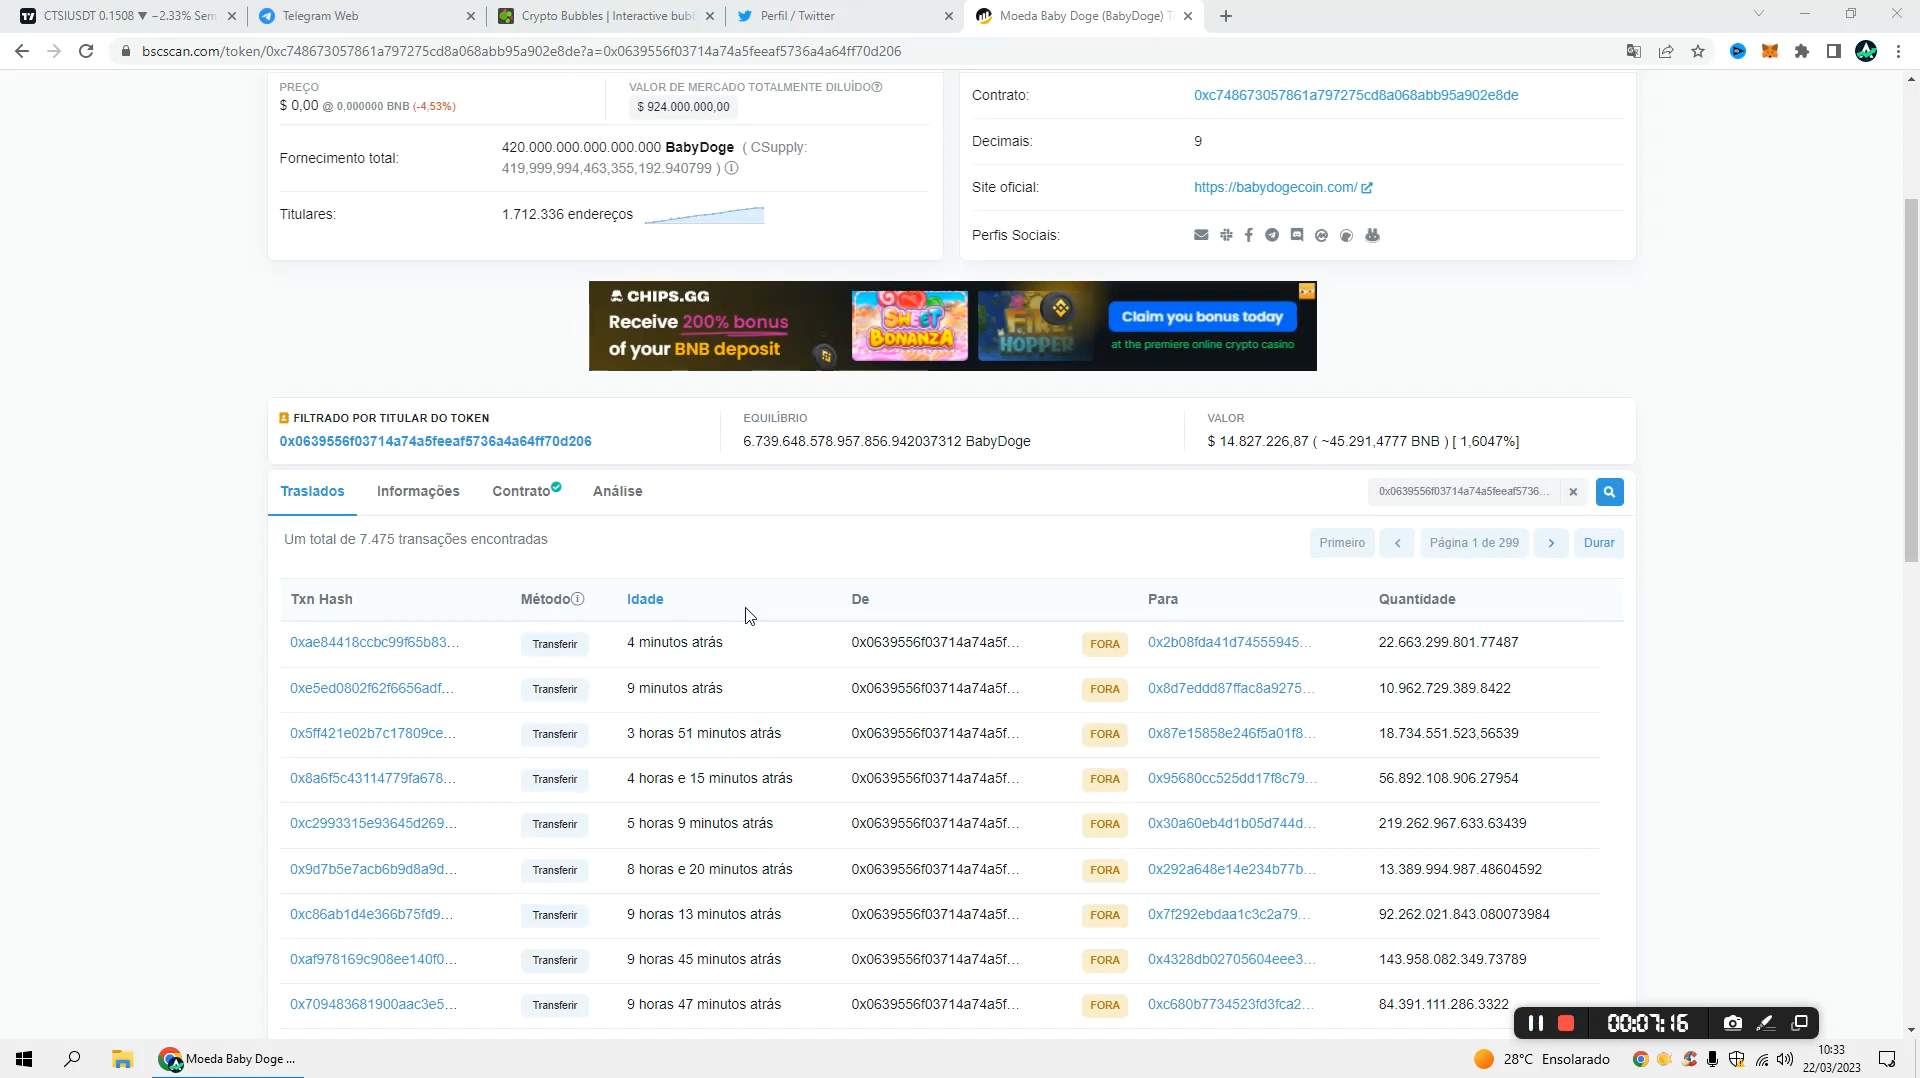 CTSIUSDT 0.1508 ▼ −2.33% Sem
Telegram Web
Crypto Bubbles | Interactive bubb
Perfil / Twitter
Moeda Baby Doge (BabyDoge) T
bscscan.com/token/0xc748673057861a797275cd8a068abb95a902e8de?a=0x0639556f03714a74a5feeaf5736a4a64ff70d206
PREÇO
$ 0,00 @ 0,000000 BNB (-4,53%)
VALOR DE MERCADO TOTALMENTE DILUÍDO
$ 924.000.000,00
Fornecimento total:
420.000.000.000.000.000 BabyDoge ( CSupply:
419,999,994,463,355,192.940799 )
Titulares:
1.712.336 endereços
Contrato:
0xc748673057861a797275cd8a068abb95a902e8de
Decimais:
9
Site oficial:
https://babydogecoin.com/
Perfis Sociais:
CHIPS.GG
Receive 200% bonus
of your BNB deposit
SWEET
BONANZA
FIRE
HOPPER
Claim you bonus today
at the premiere online crypto casino
FILTRADO POR TITULAR DO TOKEN
0x0639556f03714a74a5feeaf5736a4a64ff70d206
EQUILÍBRIO
6.739.648.578.957.856.942037312 BabyDoge
VALOR
$ 14.827.226,87 ( ~45.291,4777 BNB ) [ 1,6047%]
Traslados Informações Contrato Análise
0x0639556f03714a74a5feeaf5736...
Um total de 7.475 transações encontradas
Primeiro Página 1 de 299 Durar
Txn Hash Método Idade De Para Quantidade
0xae84418ccbc99f65b83... Transferir 4 minutos atrás 0x0639556f03714a74a5f... FORA 0x2b08fda41d74555945... 22.663.299.801.77487
0xe5ed0802f62f6656adf... Transferir 9 minutos atrás 0x0639556f03714a74a5f... FORA 0x8d7eddd87ffac8a9275... 10.962.729.389.8422
0x5ff421e02b7c17809ce... Transferir 3 horas 51 minutos atrás 0x0639556f03714a74a5f... FORA 0x87e15858e246f5a01f8... 18.734.551.523,56539
0x8a6f5c43114779fa678... Transferir 4 horas e 15 minutos atrás 0x0639556f03714a74a5f... FORA 0x95680cc525dd17f8c79... 56.892.108.906.27954
0xc2993315e93645d269... Transferir 5 horas 9 minutos atrás 0x0639556f03714a74a5f... FORA 0x30a60eb4d1b05d744d... 219.262.967.633.63439
0x9d7b5e7acb6b9d8a9d... Transferir 8 horas e 20 minutos atrás 0x0639556f03714a74a5f... FORA 0x292a648e14e234b77b... 13.389.994.987.48604592
0xc86ab1d4e366b75fd9... Transferir 9 horas 13 minutos atrás 0x0639556f03714a74a5f... FORA 0x7f292ebdaa1c3c2a79... 92.262.021.843.080073984
0xaf978169c908ee140f0... Transferir 9 horas 45 minutos atrás 0x0639556f03714a74a5f... FORA 0x4328db02705604eee3... 143.958.082.349.73789
0x709483681900aac3e5... Transferir 9 horas 47 minutos atrás 0x0639556f03714a74a5f... FORA 0xc680b7734523fd3fca2... 84.391.111.286.3322
00:07:16
Moeda Baby Doge ...
28°C Ensolarado
10:33
22/03/2023